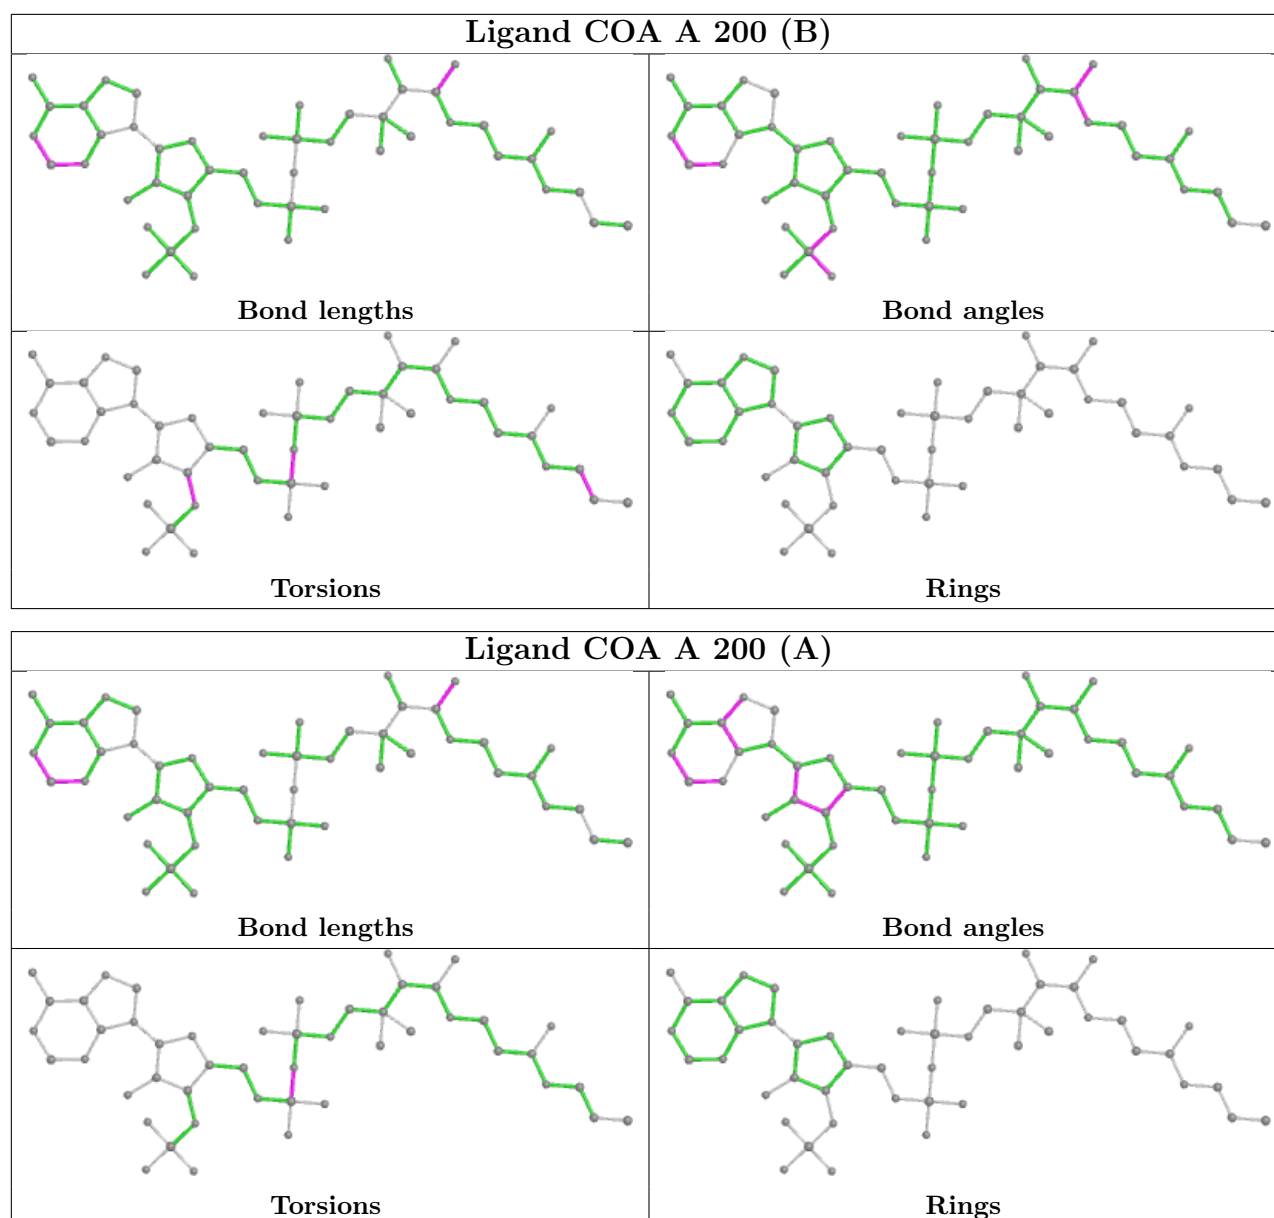 Ligand COA A 200 (B)
Bond lengths
Bond angles
Torsions
Rings
Ligand COA A 200 (A)
Bond lengths
Bond angles
Torsions
Rings